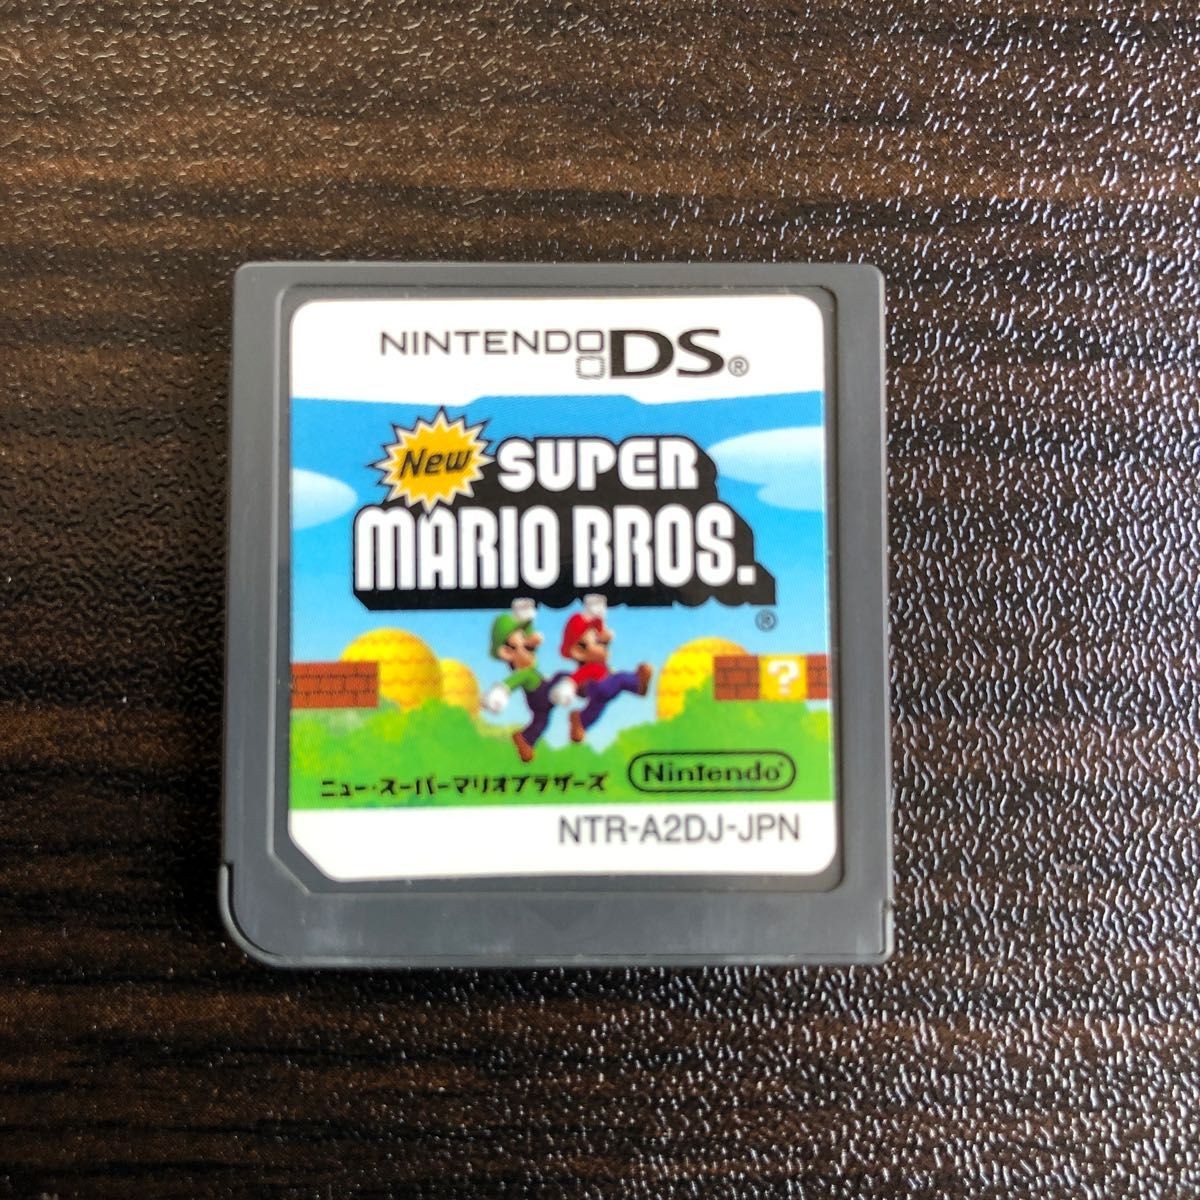 NINTENDO DS®
New SUPER
MARIO BROS.
®
?
ニュー・スーパーマリオブラザーズ
Nintendo®
NTR-A2DJ-JPN